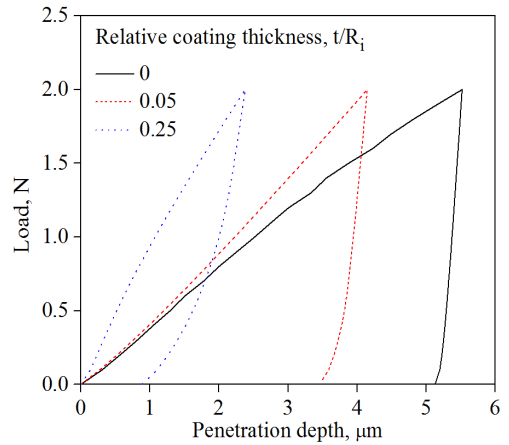 Relative coating thickness, t/R_i
0
0.05
0.25
Load, N
2.5
2.0
1.5
1.0
0.5
0.0
0 1 2 3 4 5 6
Penetration depth, μm